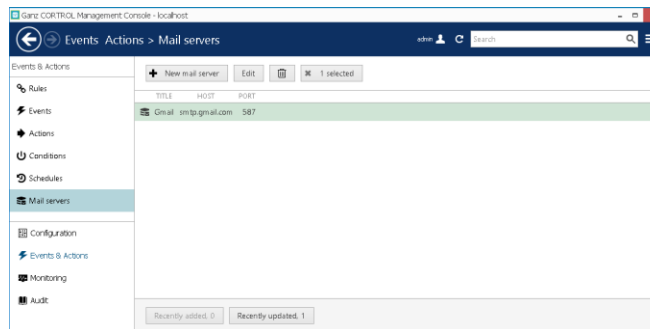 Ganz CORTROL Management Console - localhost
Events Actions > Mail servers
admin
Search
Events & Actions
New mail server
Edit
1 selected
Rules
TITLE HOST PORT
Events
Gmail smtp.gmail.com 587
Actions
Conditions
Schedules
Mail servers
Configuration
Events & Actions
Monitoring
Audit
Recently added, 0
Recently updated, 1